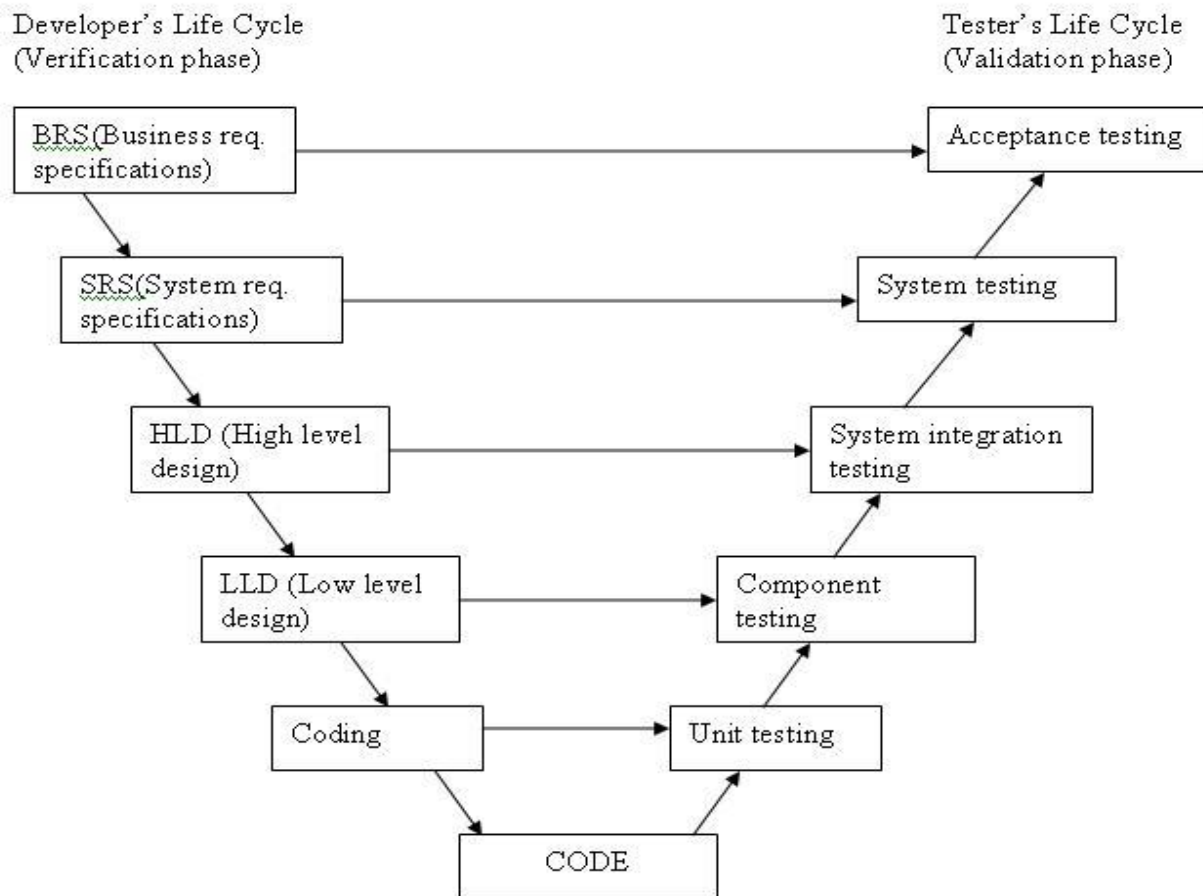 Developer's Life Cycle
(Verification phase)
Tester's Life Cycle
(Validation phase)
BRS(Business req.
specifications)
Acceptance testing
SRS(System req.
specifications)
System testing
HLD (High level
design)
System integration
testing
LLD (Low level
design)
Component
testing
Coding
Unit testing
CODE